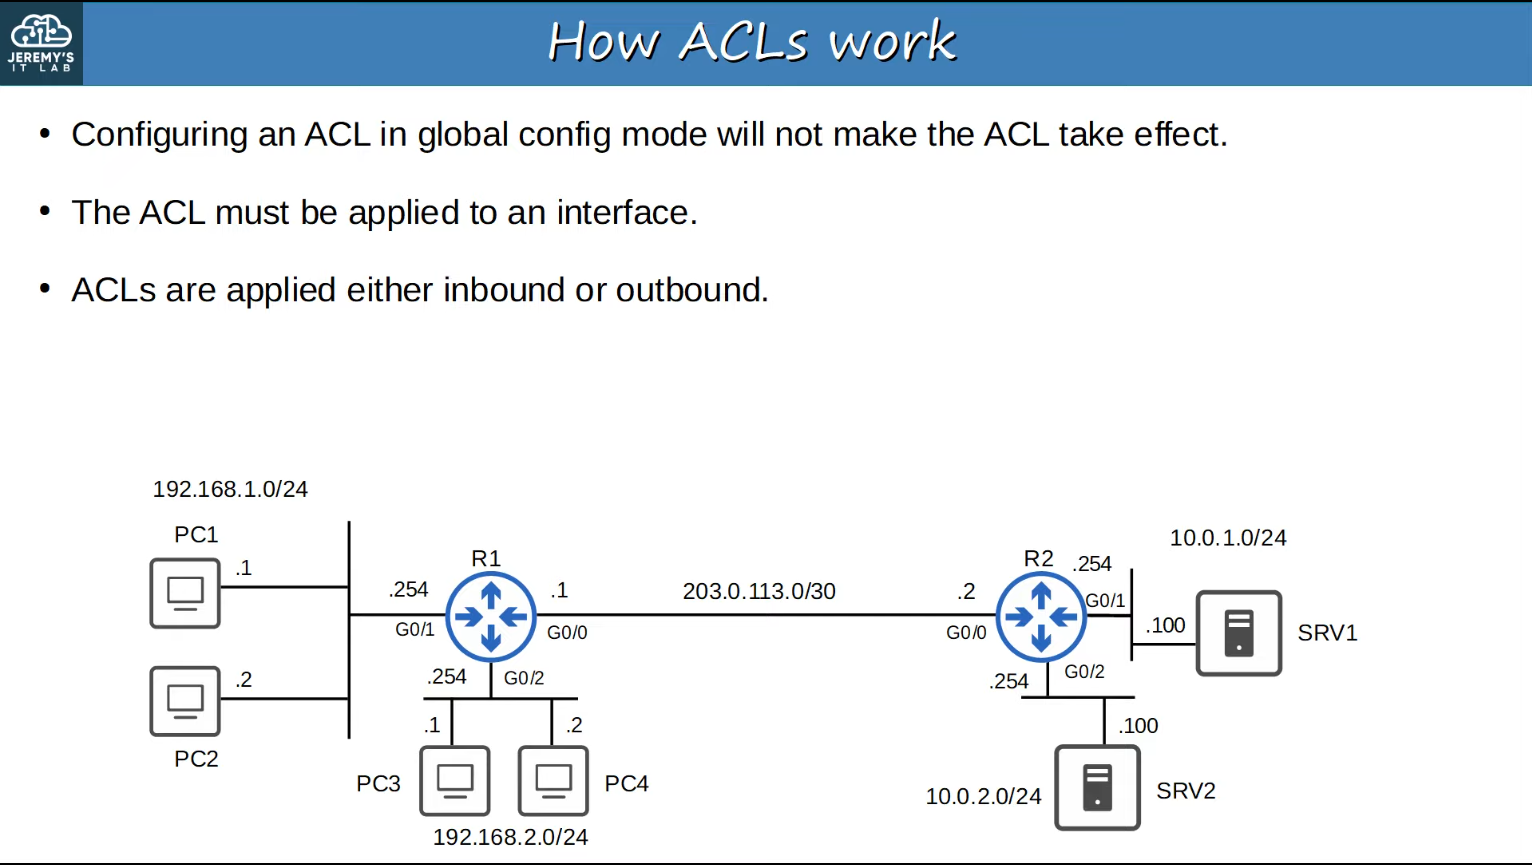 JEREMY'S
IT LAB
How ACLs work
• Configuring an ACL in global config mode will not make the ACL take effect.
• The ACL must be applied to an interface.
• ACLs are applied either inbound or outbound.
192.168.1.0/24
PC1
.1
.2
PC2
.254
G0/1
R1
.1
G0/0
.254
G0/2
.1
.2
PC3
PC4
192.168.2.0/24
203.0.113.0/30
.2
G0/0
R2
.254
G0/1
10.0.1.0/24
.100
SRV1
.254
G0/2
.100
10.0.2.0/24
SRV2